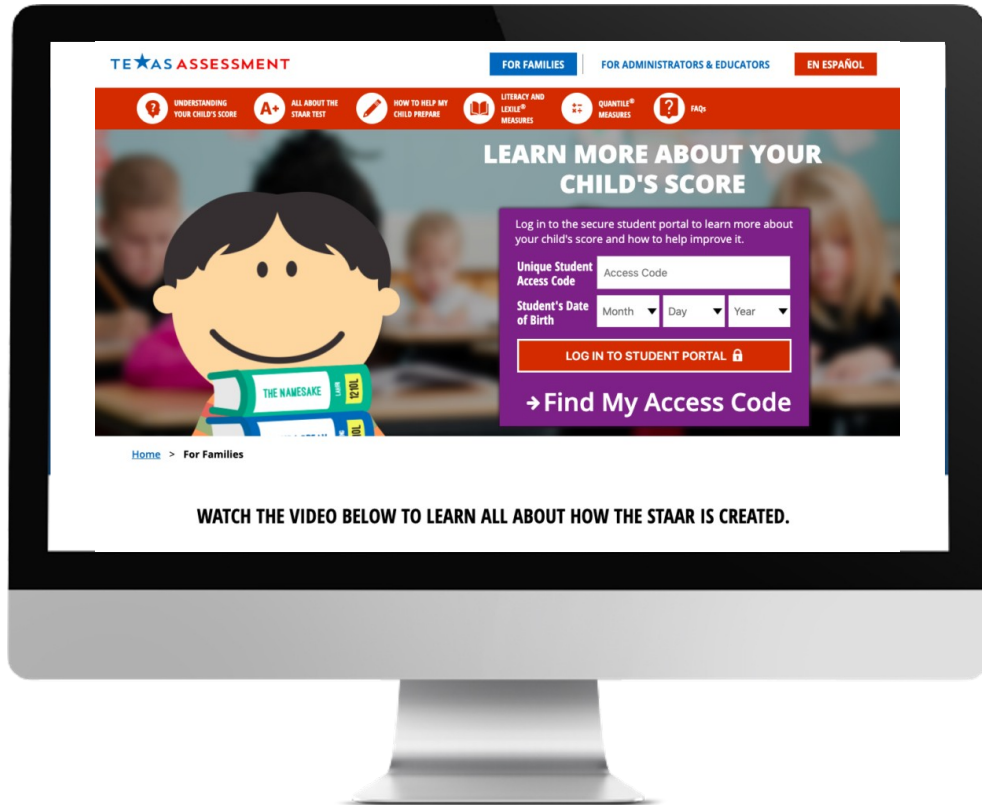 TE★AS ASSESSMENT
FOR FAMILIES
FOR ADMINISTRATORS & EDUCATORS
EN ESPAÑOL
UNDERSTANDING
YOUR CHILD'S SCORE
A+
ALL ABOUT THE
STAAR TEST
HOW TO HELP MY
CHILD PREPARE
LITERACY AND
LEXILE®
MEASURES
QUANTILE®
MEASURES
?
FAQs
LEARN MORE ABOUT YOUR
CHILD'S SCORE
Log in to the secure student portal to learn more about
your child's score and how to help improve it.
Unique Student
Access Code
Access Code
Student's Date
of Birth
Month
Day
Year
LOG IN TO STUDENT PORTAL
→Find My Access Code
THE NAMESAKE
1210L
Home > For Families
WATCH THE VIDEO BELOW TO LEARN ALL ABOUT HOW THE STAAR IS CREATED.